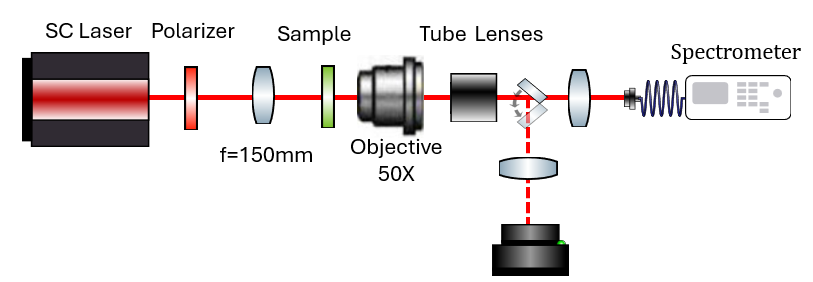 SC Laser
Polarizer
Sample
Tube Lenses
Spectrometer
f=150mm
Objective
50X